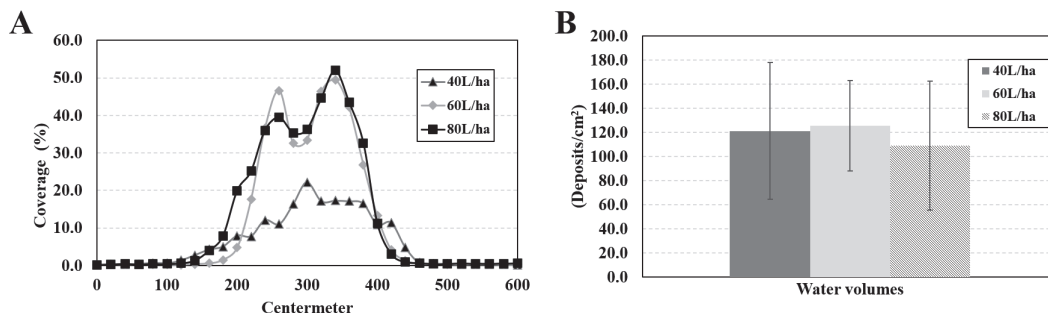 A
60.0
50.0
40.0
30.0
20.0
10.0
0.0
Coverage (%)
0 100 200 300 400 500 600
Centermeter
40L/ha
60L/ha
80L/ha
B
200.0
180.0
160.0
140.0
120.0
100.0
80.0
60.0
40.0
20.0
0.0
(Deposits/cm²)
Water volumes
40L/ha
60L/ha
80L/ha